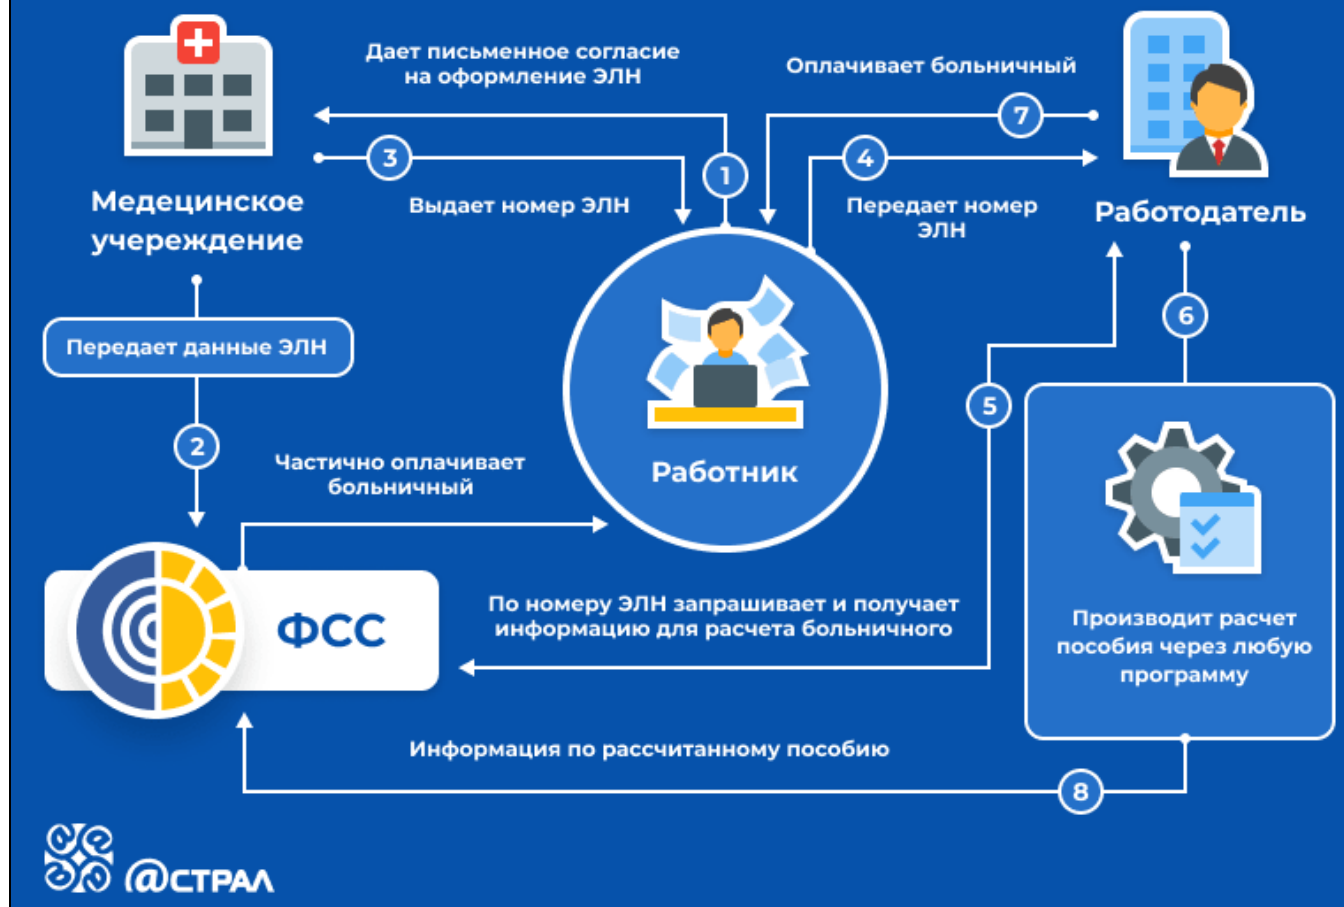 Дает письменное согласие
на оформление ЭЛН
Оплачивает больничный
7
3
4
1
Выдает номер ЭЛН
Передает номер
ЭЛН
Медецинское
учереждение
Работодатель
6
Передает данные ЭЛН
5
2
Частично оплачивает
больничный
Работник
ФСС
По номеру ЭЛН запрашивает и получает
информацию для расчета больничного
Производит расчет
пособия через любую
программу
Информация по рассчитанному пособию
8
@СТРАЛ